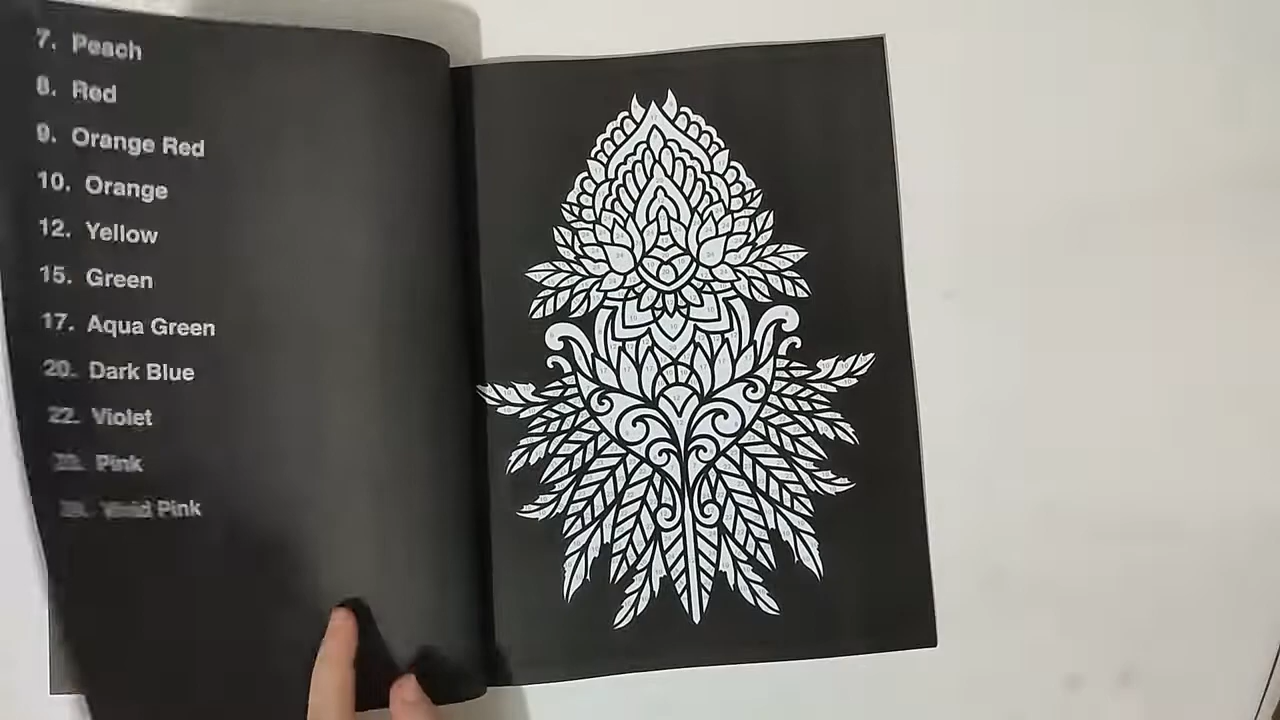 7. Peach
8. Red
9. Orange Red
10. Orange
12. Yellow
15. Green
17. Aqua Green
20. Dark Blue
22. Violet
Pink
Vivid Pink